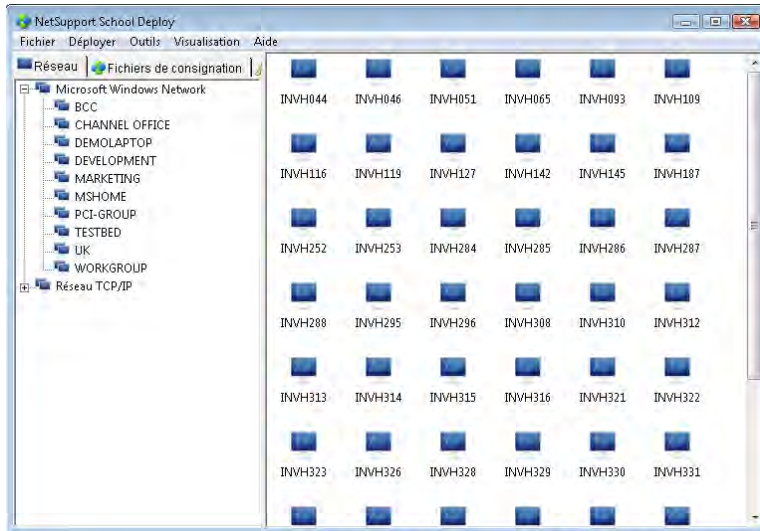 NetSupport School Deploy
Fichier Déployer Outils Visualisation Aide
Réseau Fichiers de consignation
Microsoft Windows Network
BCC
CHANNEL OFFICE
DEMOLAPTOP
DEVELOPMENT
MARKETING
MSHOME
PCI-GROUP
TESTBED
UK
WORKGROUP
Réseau TCP/IP
INVH044 INVH046 INVH051 INVH065 INVH093 INVH109
INVH116 INVH119 INVH127 INVH142 INVH145 INVH187
INVH252 INVH253 INVH284 INVH285 INVH286 INVH287
INVH288 INVH295 INVH296 INVH308 INVH310 INVH312
INVH313 INVH314 INVH315 INVH316 INVH321 INVH322
INVH323 INVH326 INVH328 INVH329 INVH330 INVH331